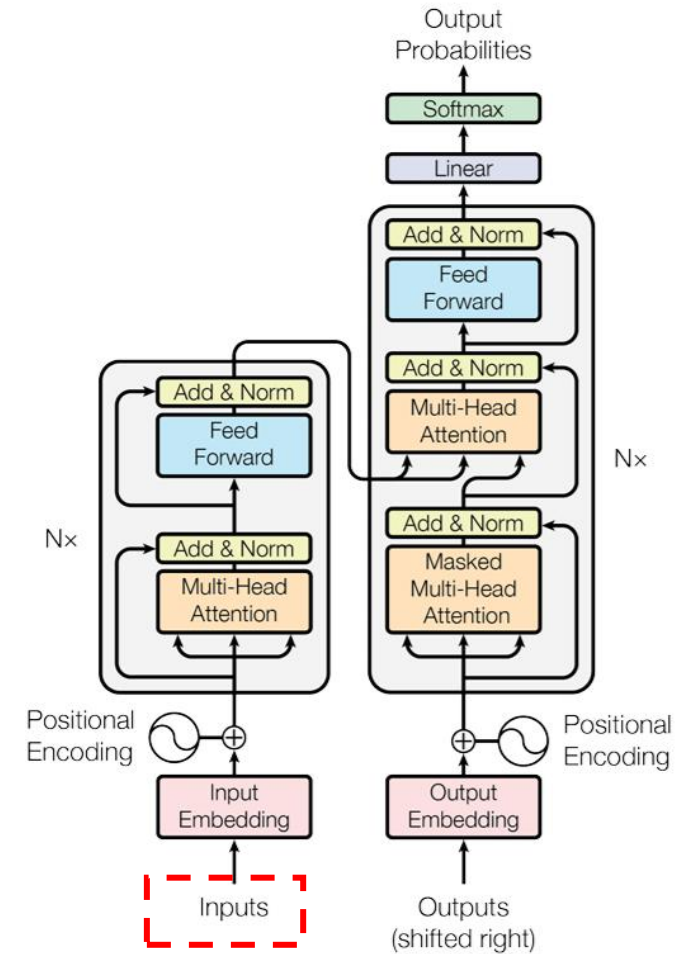 Output
Probabilities
Softmax
Linear
Add & Norm
Feed
Forward
Add & Norm
Multi-Head
Attention
Add & Norm
Masked
Multi-Head
Attention
Nx
Add & Norm
Feed
Forward
Add & Norm
Multi-Head
Attention
Nx
Positional
Encoding
Positional
Encoding
Input
Embedding
Output
Embedding
Inputs
Outputs
(shifted right)